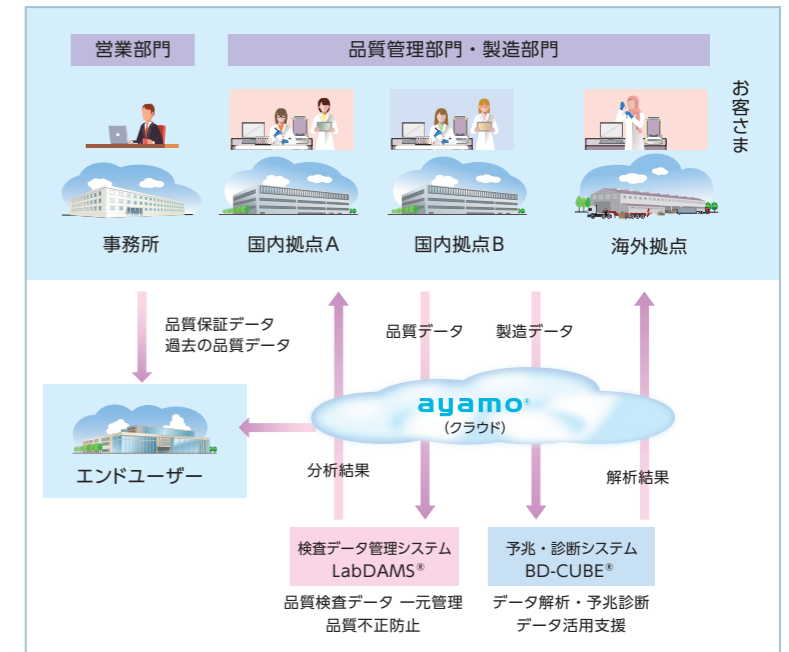 営業部門
品質管理部門・製造部門
お客さま
事務所
国内拠点A
国内拠点B
海外拠点
品質保証データ
過去の品質データ
品質データ
製造データ
ayamo®
（クラウド）
エンドユーザー
分析結果
解析結果
検査データ管理システム
LabDAMS®
予兆・診断システム
BD-CUBE®
品質検査データ 一元管理
品質不正防止
データ解析・予兆診断
データ活用支援